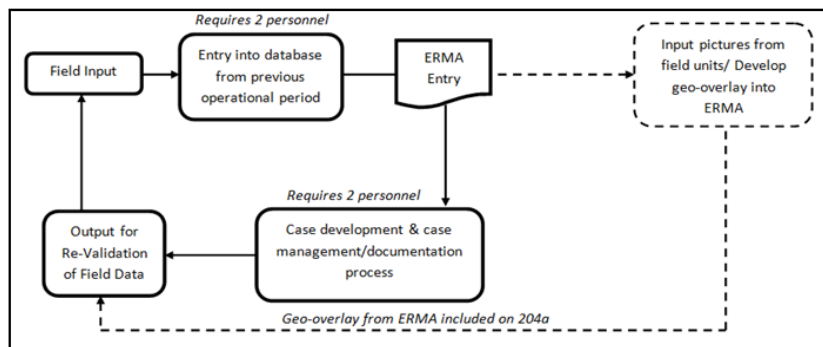 Requires 2 personnel
Field Input
Entry into database
from previous
operational period
ERMA
Entry
Input pictures from
field units/ Develop
geo-overlay into
ERMA
Requires 2 personnel
Output for
Re-Validation
of Field Data
Case development & case
management/documentation
process
Geo-overlay from ERMA included on 204a